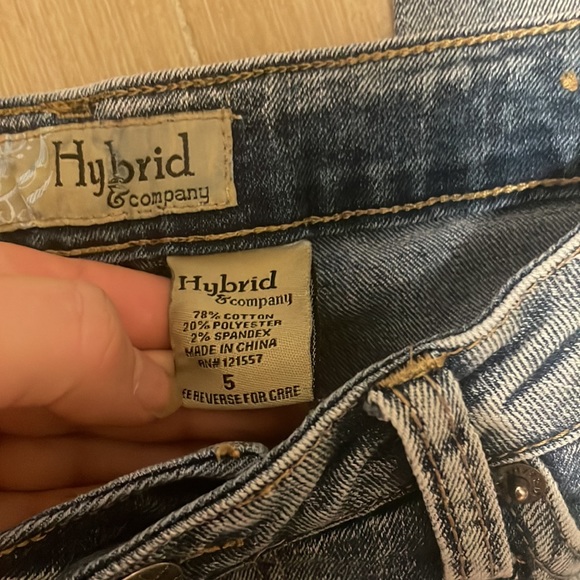 Hybrid
& company
Hybrid
& company
78% COTTON
20% POLYESTER
2% SPANDEX
MADE IN CHINA
RN#121557
5
EE REVERSE FOR CARE